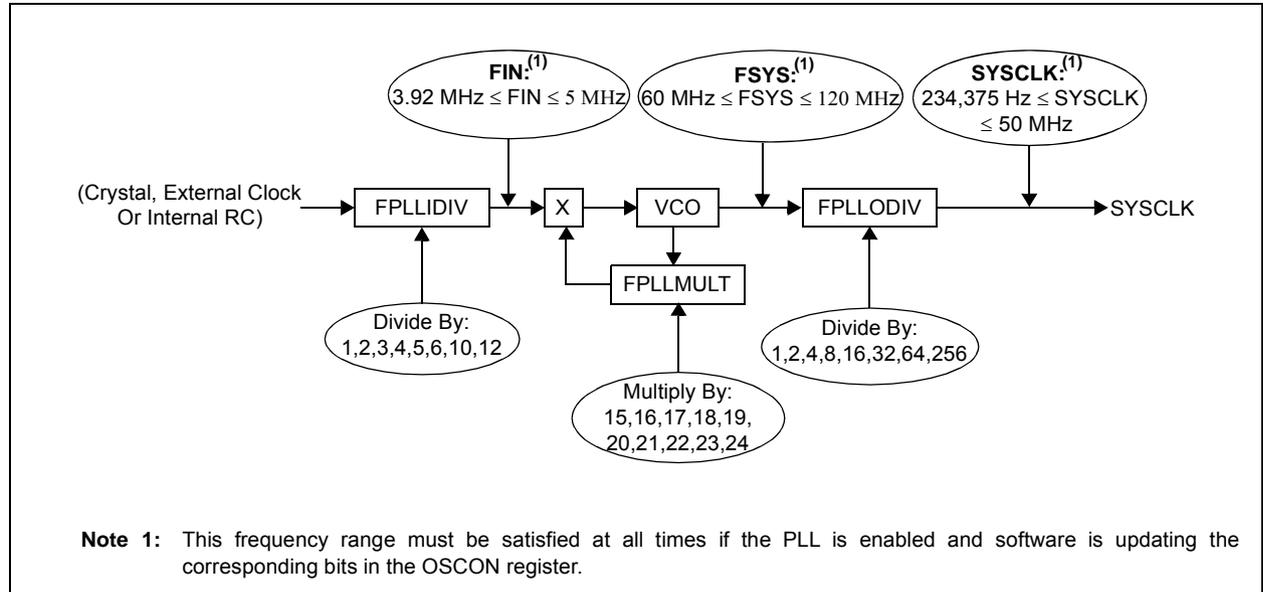 FIN:(1)
3.92 MHz ≤ FIN ≤ 5 MHz
FSYS:(1)
60 MHz ≤ FSYS ≤ 120 MHz
SYSCLK:(1)
234,375 Hz ≤ SYSCLK
≤ 50 MHz
(Crystal, External Clock
Or Internal RC)
FPLLIDIV
X
VCO
FPLLODIV
SYSCLK
FPLLMULT
Divide By:
1,2,3,4,5,6,10,12
Divide By:
1,2,4,8,16,32,64,256
Multiply By:
15,16,17,18,19,
20,21,22,23,24
Note 1: This frequency range must be satisfied at all times if the PLL is enabled and software is updating the
corresponding bits in the OSCON register.